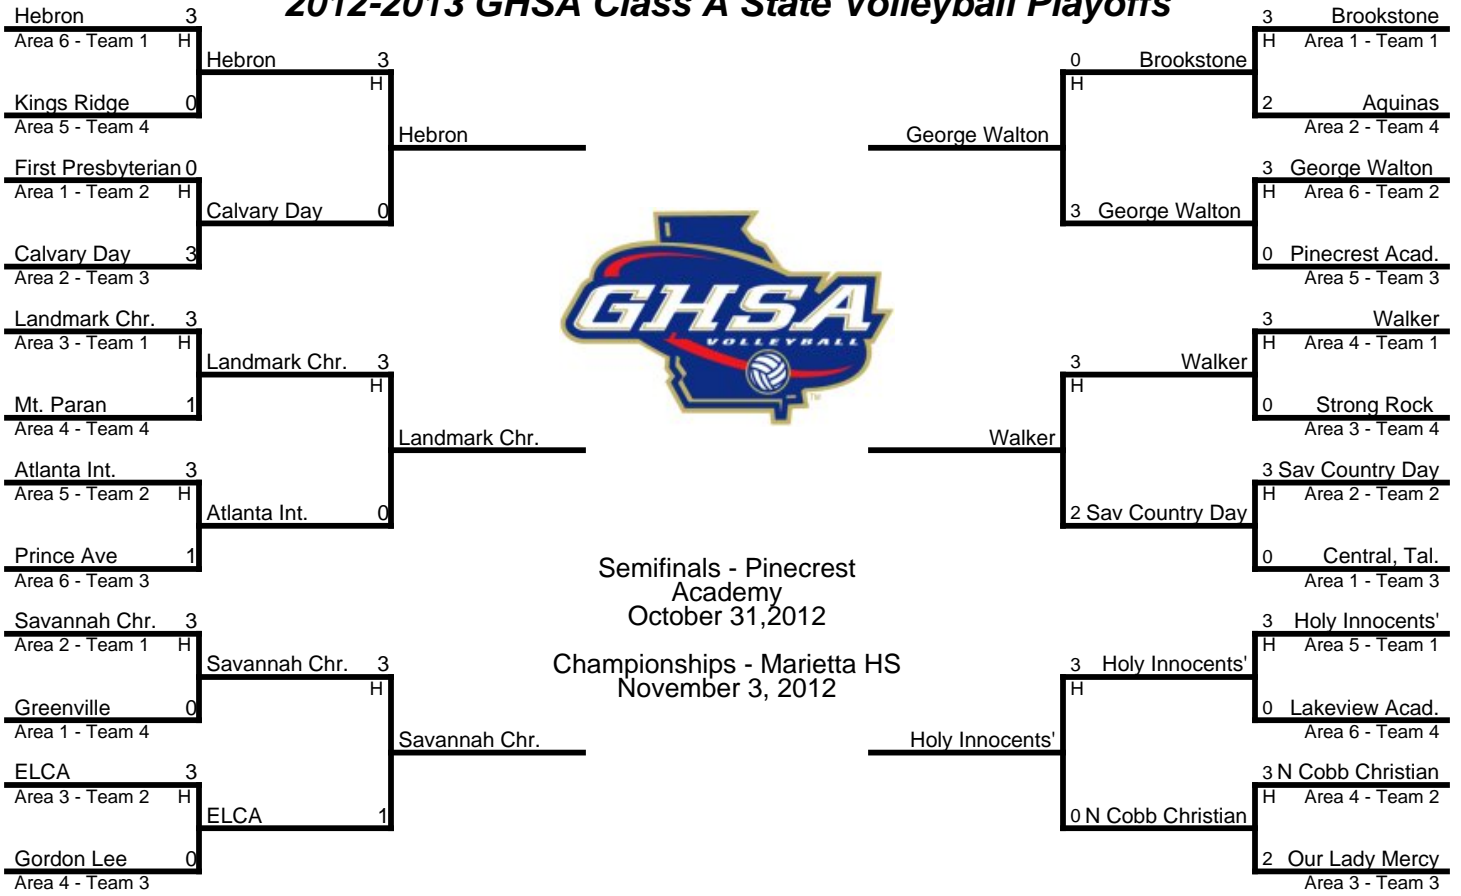 2012-2013 GHSA Class A State Volleyball Playoffs
Hebron 3
Area 6 - Team 1 H
Hebron 3
H
Kings Ridge 0
Area 5 - Team 4
Hebron
First Presbyterian 0
Area 1 - Team 2 H
Calvary Day 0
Calvary Day 3
Area 2 - Team 3
Landmark Chr. 3
Area 3 - Team 1 H
Landmark Chr. 3
H
Mt. Paran 1
Area 4 - Team 4
Landmark Chr.
Atlanta Int. 3
Area 5 - Team 2 H
Atlanta Int. 0
Prince Ave 1
Area 6 - Team 3
Savannah Chr. 3
Area 2 - Team 1 H
Savannah Chr. 3
H
Greenville 0
Area 1 - Team 4
Savannah Chr.
ELCA 3
Area 3 - Team 2 H
ELCA 1
Gordon Lee 0
Area 4 - Team 3
GHSA
VOLLEYBALL
TM
Semifinals - Pinecrest
Academy
October 31,2012
Championships - Marietta HS
November 3, 2012
3 Brookstone
H Area 1 - Team 1
0 Brookstone
H
2 Aquinas
Area 2 - Team 4
George Walton
3 George Walton
H Area 6 - Team 2
3 George Walton
0 Pinecrest Acad.
Area 5 - Team 3
3 Walker
H Area 4 - Team 1
3 Walker
H
0 Strong Rock
Area 3 - Team 4
Walker
3 Sav Country Day
H Area 2 - Team 2
2 Sav Country Day
0 Central, Tal.
Area 1 - Team 3
3 Holy Innocents'
H Area 5 - Team 1
3 Holy Innocents'
H
0 Lakeview Acad.
Area 6 - Team 4
Holy Innocents'
3 N Cobb Christian
H Area 4 - Team 2
0 N Cobb Christian
2 Our Lady Mercy
Area 3 - Team 3